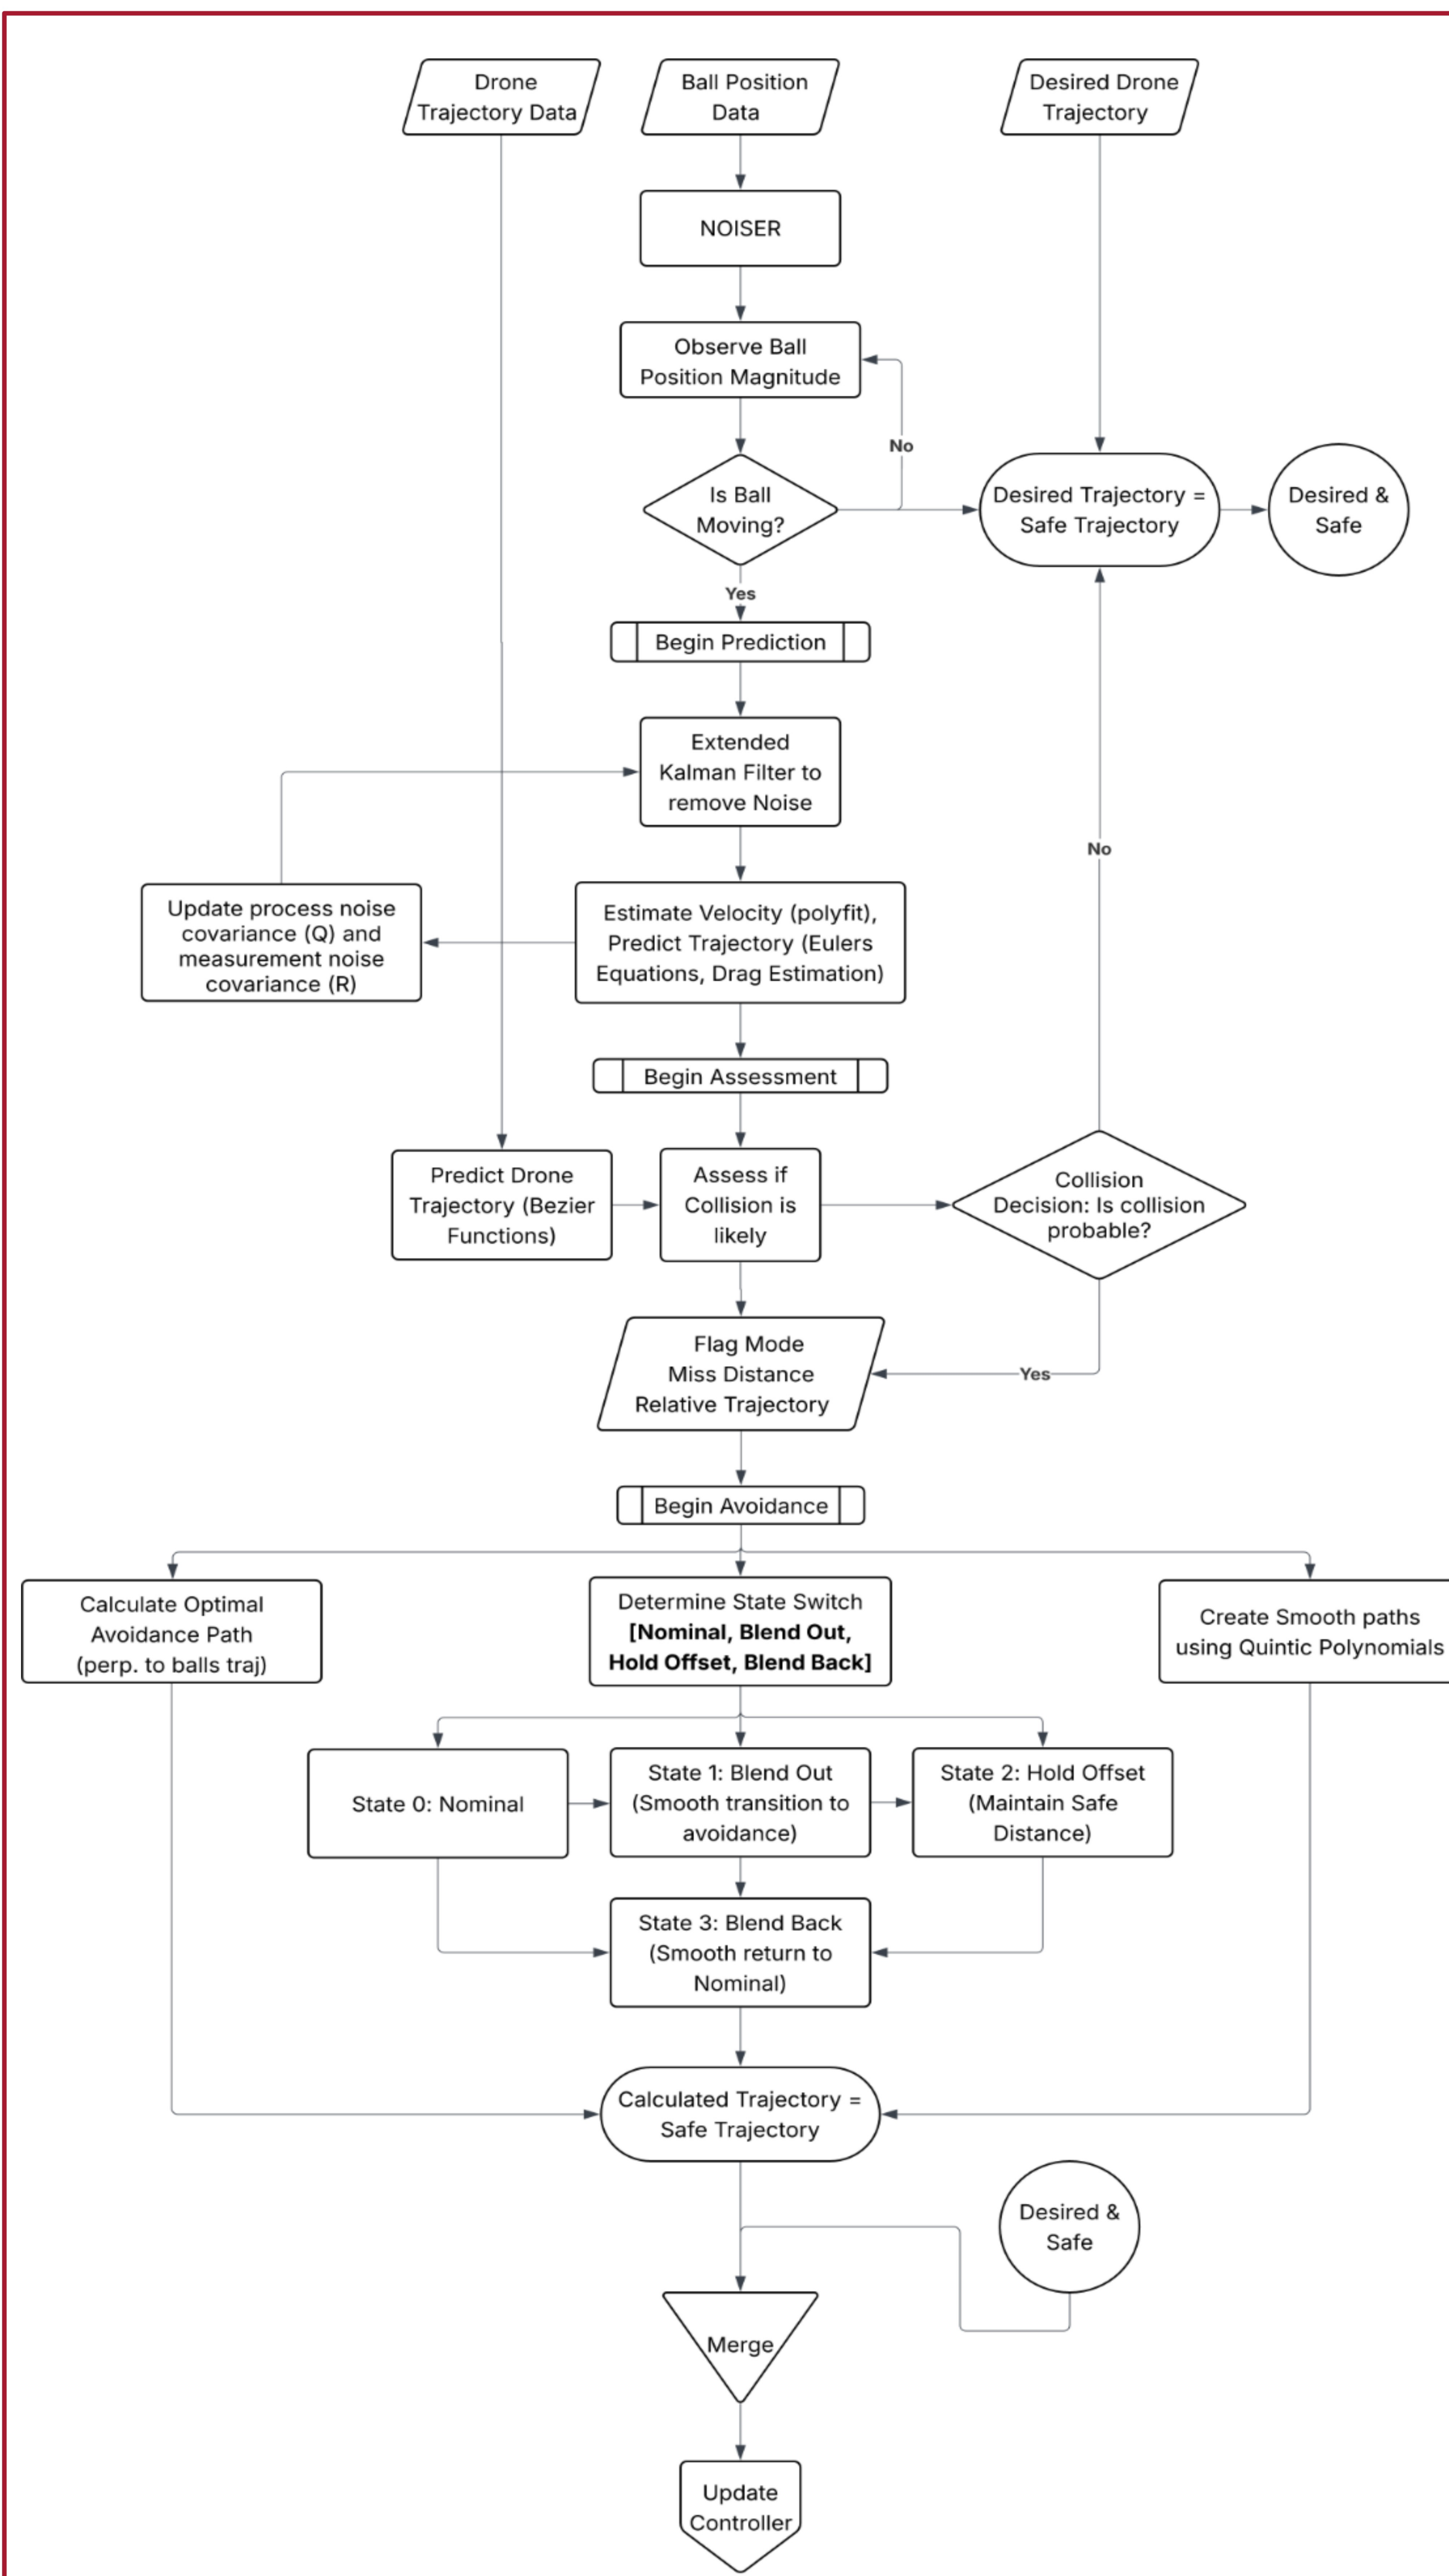 Drone
Trajectory Data
Ball Position
Data
Desired Drone
Trajectory
NOISER
Observe Ball
Position Magnitude
No
Is Ball
Moving?
Desired Trajectory =
Safe Trajectory
Desired &
Safe
Yes
Begin Prediction
Extended
Kalman Filter to
remove Noise
No
Update process noise
covariance (Q) and
measurement noise
covariance (R)
Estimate Velocity (polyfit),
Predict Trajectory (Eulers
Equations, Drag Estimation)
Begin Assessment
Predict Drone
Trajectory (Bezier
Functions)
Assess if
Collision is
likely
Collision
Decision: Is collision
probable?
Flag Mode
Miss Distance
Relative Trajectory
Yes
Begin Avoidance
Calculate Optimal
Avoidance Path
(perp. to balls traj)
Determine State Switch
[Nominal, Blend Out,
Hold Offset, Blend Back]
Create Smooth paths
using Quintic Polynomials
State 0: Nominal
State 1: Blend Out
(Smooth transition to
avoidance)
State 2: Hold Offset
(Maintain Safe
Distance)
State 3: Blend Back
(Smooth return to
Nominal)
Calculated Trajectory =
Safe Trajectory
Desired &
Safe
Merge
Update
Controller